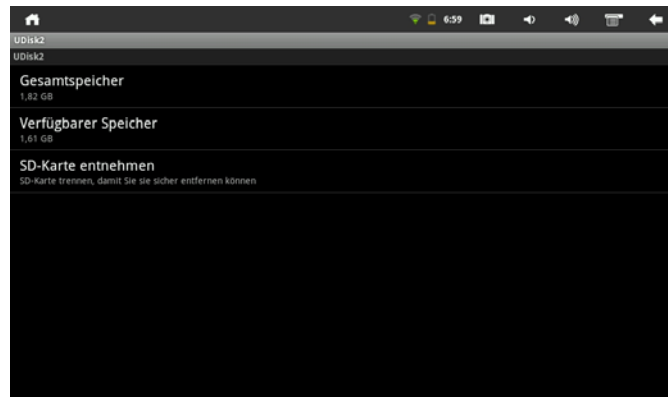 6:59
UDisk2
UDisk2
Gesamtspeicher
1,82 GB
Verfügbarer Speicher
1,61 GB
SD-Karte entnehmen
SD-Karte trennen, damit Sie sie sicher entfernen können